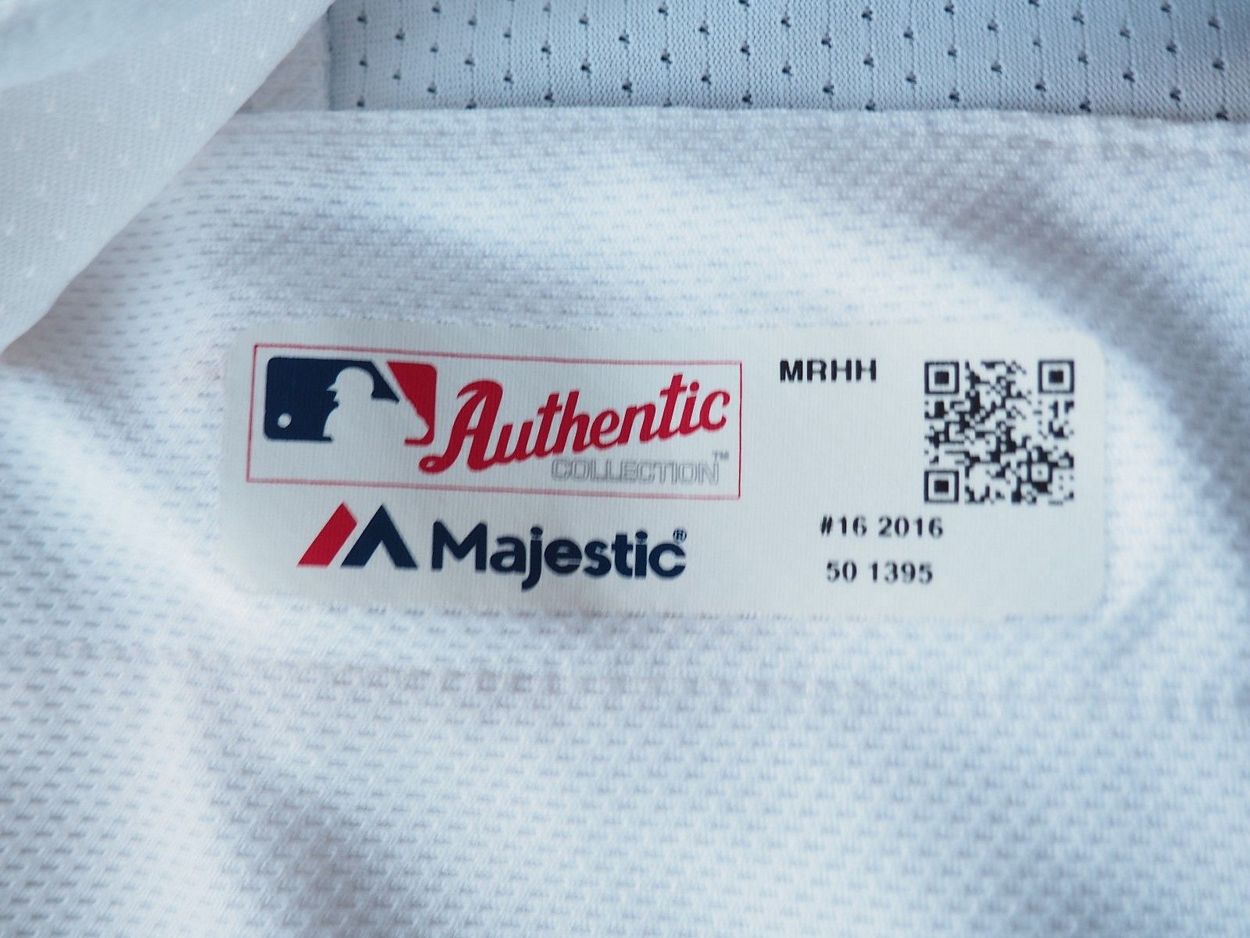 Authentic
COLLECTION™
Majestic®
MRHH
#16 2016
50 1395